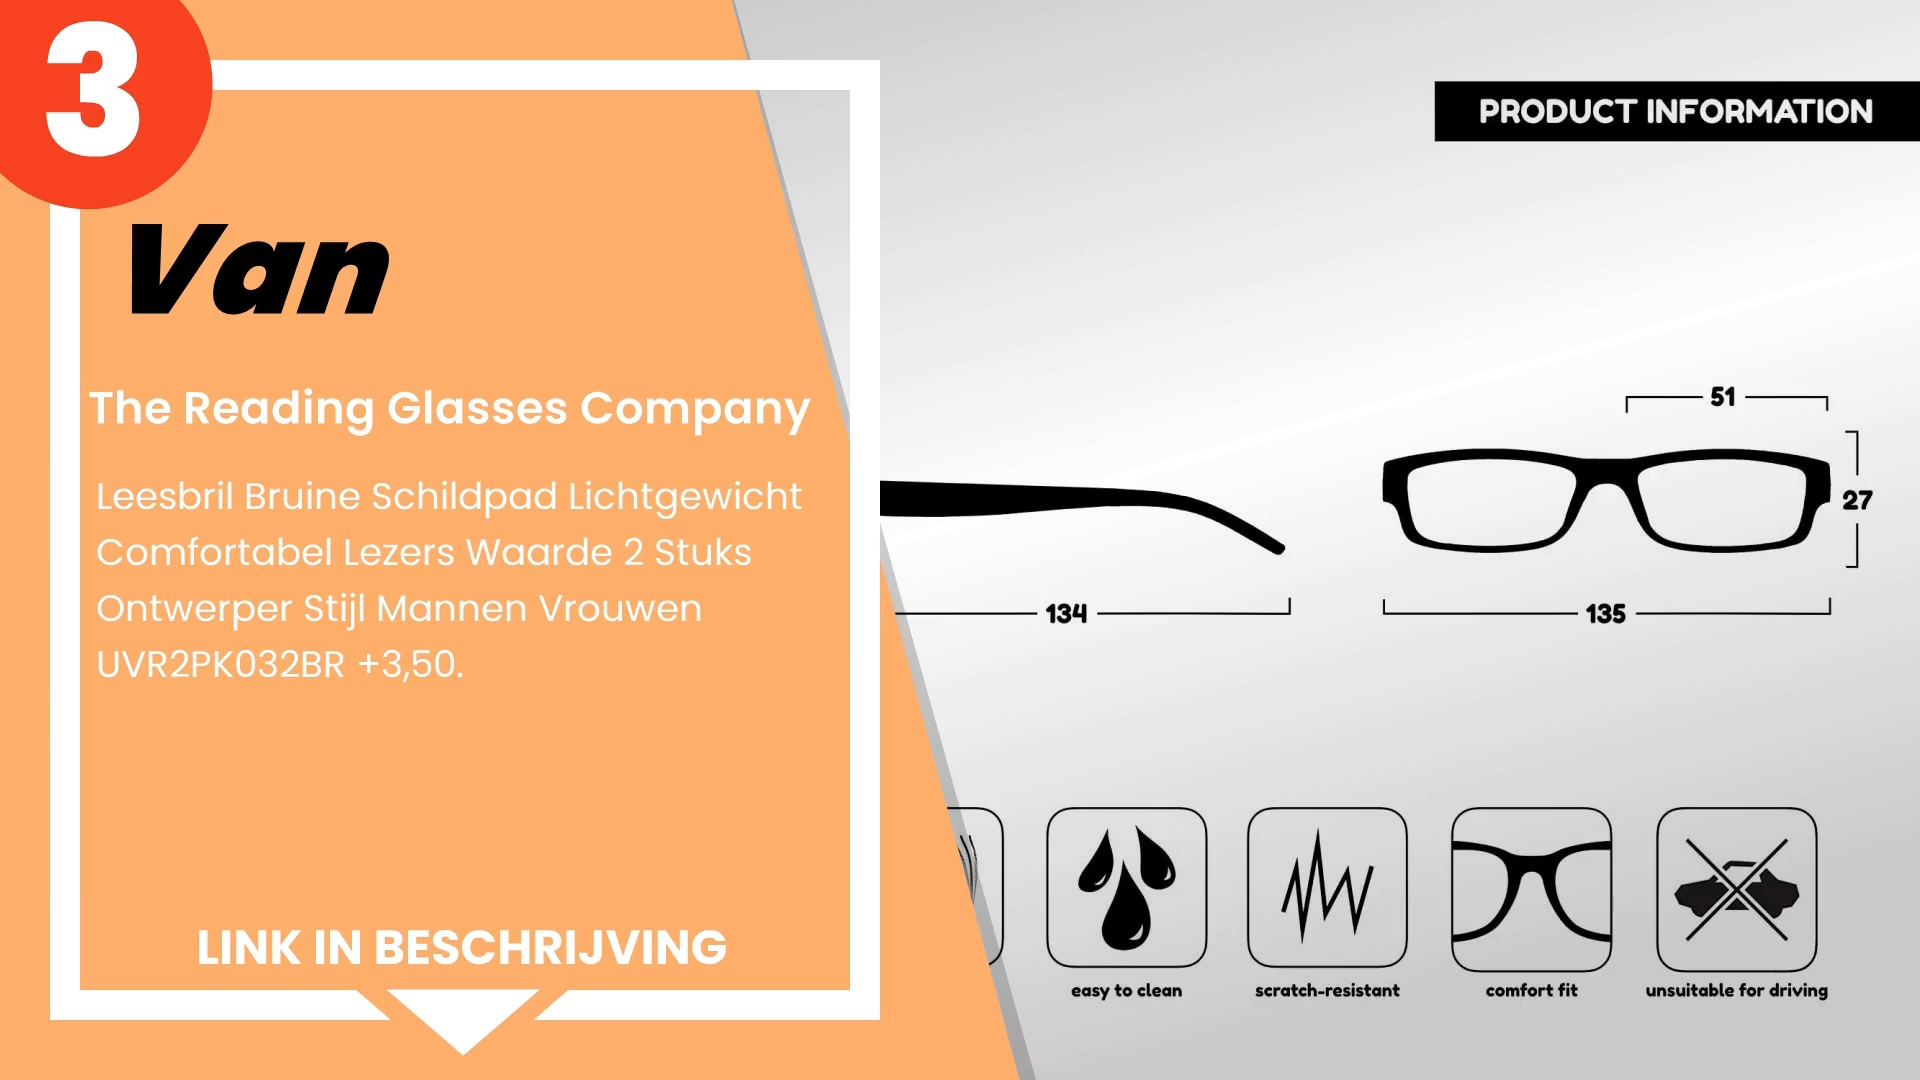 3
Van
The Reading Glasses Company
Leesbril Bruine Schildpad Lichtgewicht
Comfortabel Lezers Waarde 2 Stuks
Ontwerper Stijl Mannen Vrouwen
UVR2PK032BR +3,50.
LINK IN BESCHRIJVING
PRODUCT INFORMATION
51
27
134
135
easy to clean
scratch-resistant
comfort fit
unsuitable for driving